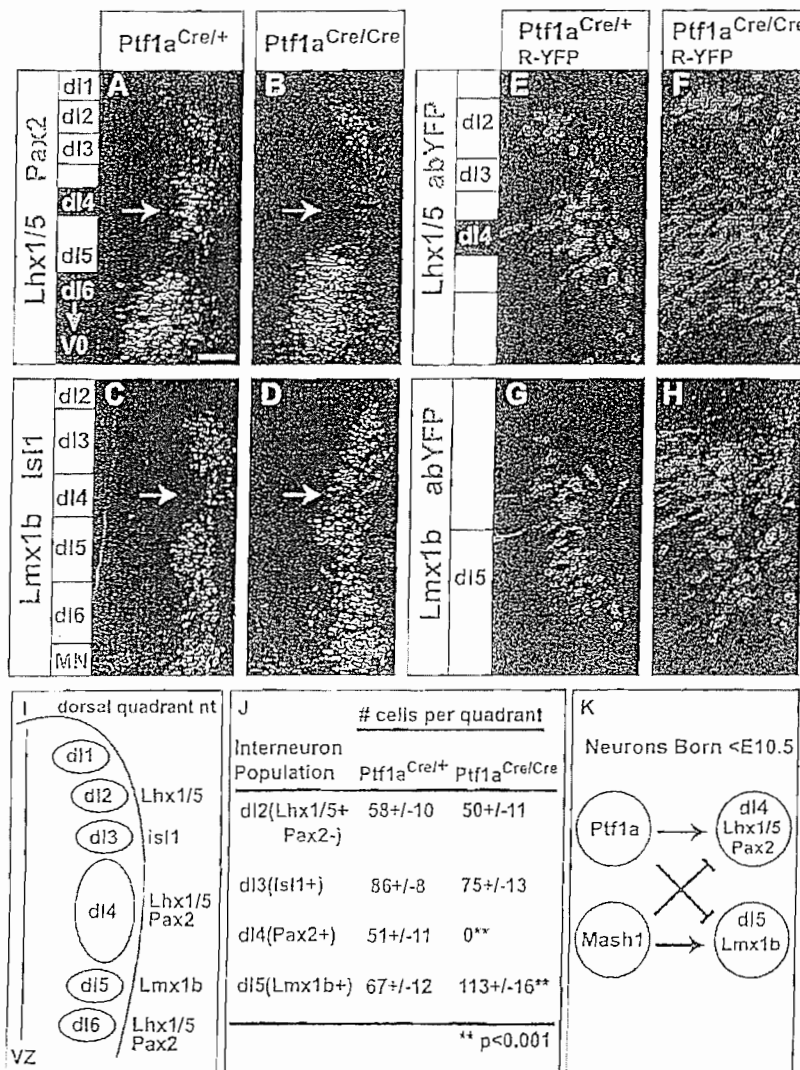 Ptf1a Cre/+
Ptf1a Cre/Cre
Ptf1a Cre/+
R-YFP
Ptf1a Cre/Cre
R-YFP
Lhx1/5 Pax2
dI1
dI2
dI3
dI4
dI5
dI6
V0
A
B
Lhx1/5 abYFP
dI2
dI3
dI4
E
F
Lmx1b Isl1
dI2
dI3
dI4
dI5
dI6
MN
C
D
Lmx1b abYFP
dI5
G
H
I dorsal quadrant nt
dI1
dI2 Lhx1/5
dI3 isl1
dI4 Lhx1/5
Pax2
dI5 Lmx1b
dI6 Lhx1/5
Pax2
VZ
J # cells per quadrant
Interneuron
Population Ptf1a Cre/+ Ptf1a Cre/Cre
dI2(Lhx1/5+ 58+/-10 50+/-11
Pax2-)
dI3(Isl1+) 86+/-8 75+/-13
dI4(Pax2+) 51+/-11 0**
dI5(Lmx1b+) 67+/-12 113+/-16**
** p<0.001
K
Neurons Born <E10.5
Ptf1a
dI4
Lhx1/5
Pax2
Mash1
dI5
Lmx1b